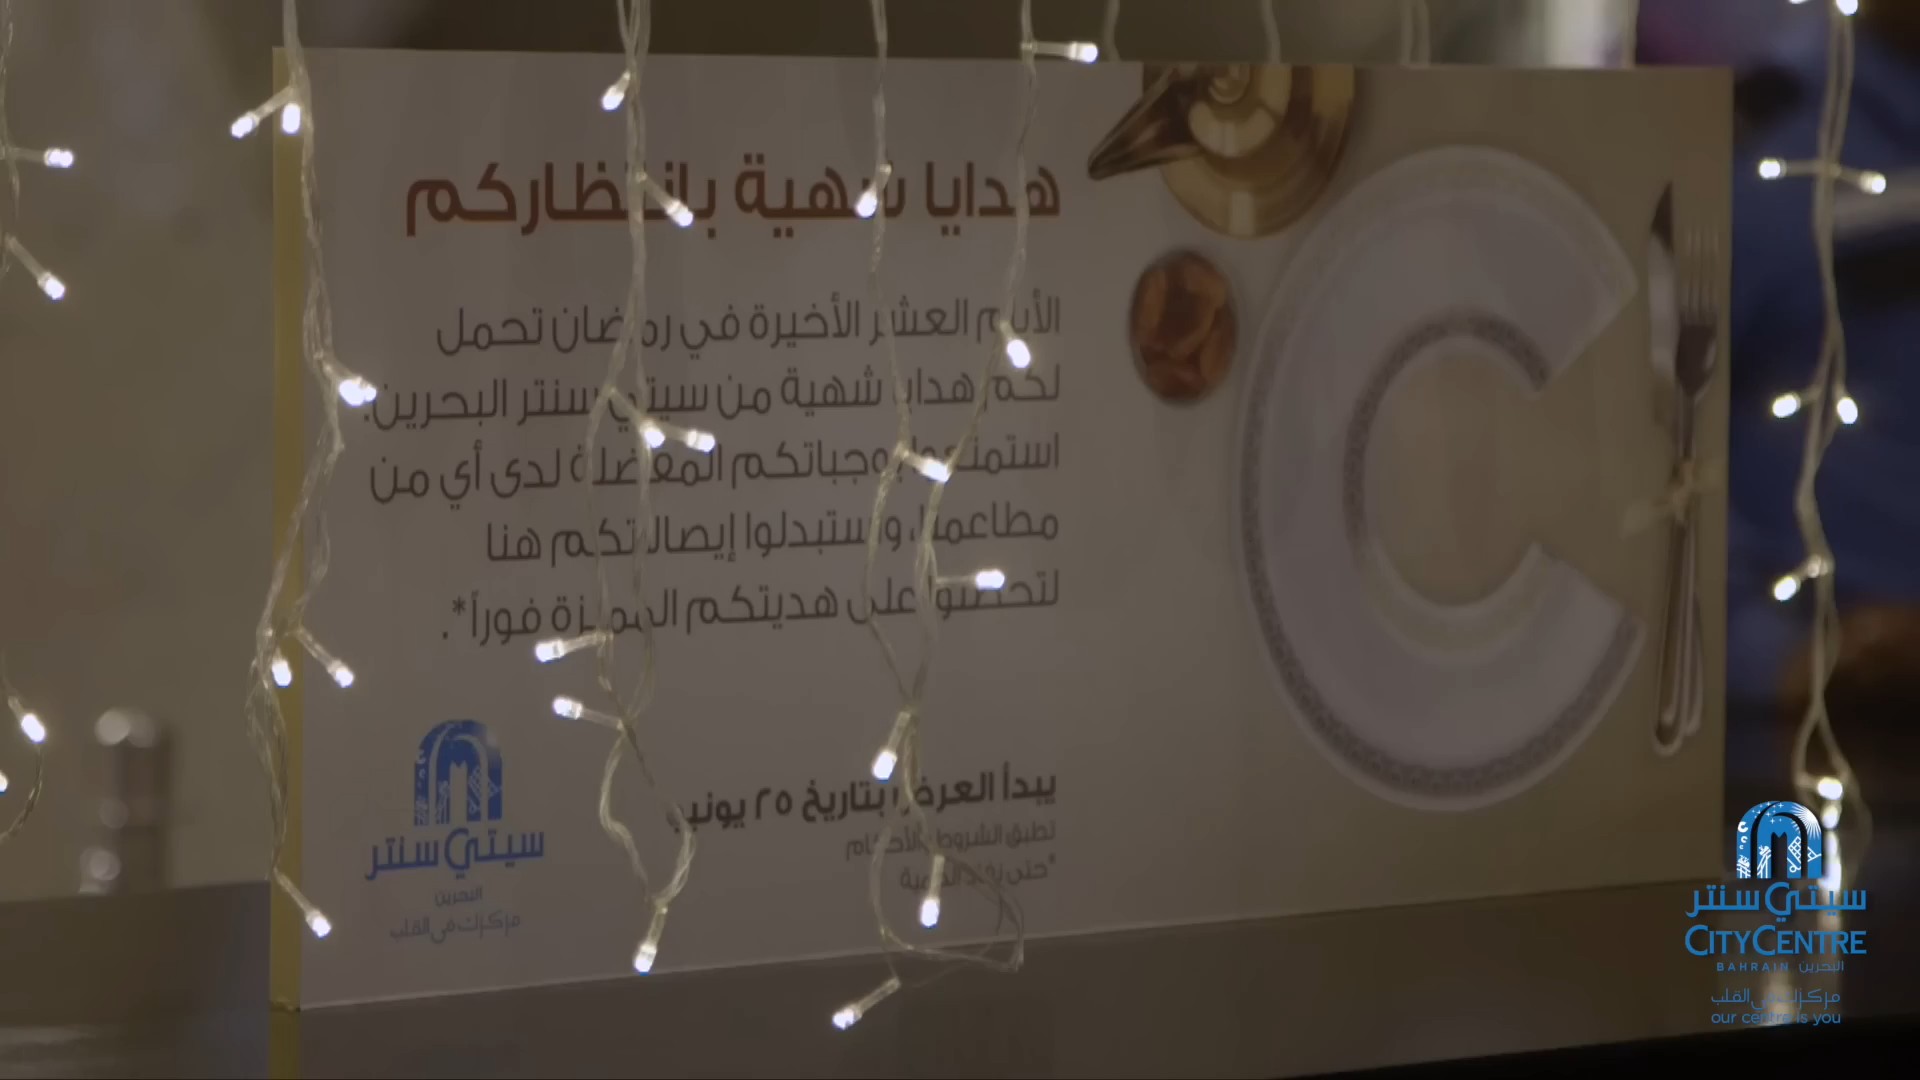 هدايا شهية بانتظاركم
الأيام العشر الأخيرة في رمضان تحمل
لكم هدايا شهية من سيتي سنتر البحرين.
استمتعوا بوجباتكم المفضلة لدى أي من
مطاعمنا، واستبدلوا إيصالاتكم هنا
لتحصلوا على هديتكم المميزة فوراً*.
يبدأ العرض بتاريخ ٢٥ يونيو
تطبق الشروط والأحكام
*حتى نفاد الكمية
سيتي سنتر
البحرين
مركزك في القلب
سيتي سنتر
CITY CENTRE
BAHRAIN البحرين
مركزك في القلب
our centre is you